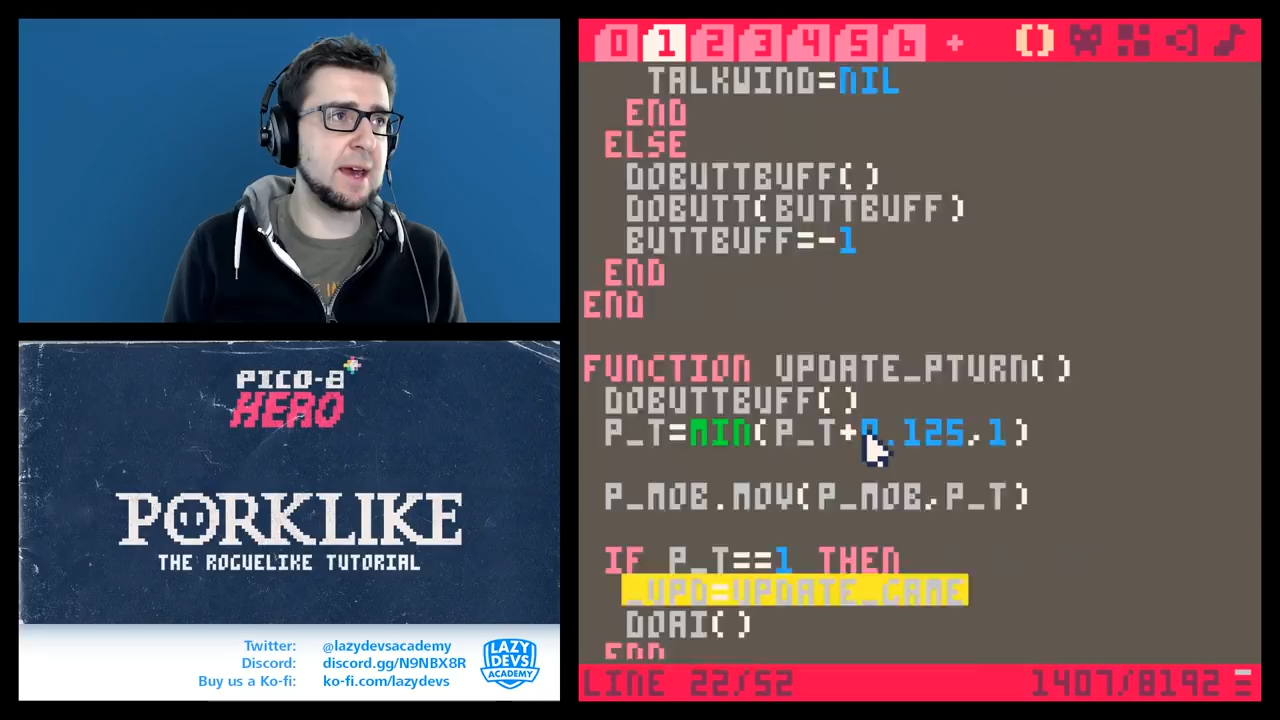 0 1 2 3 4 5 6 +
TALKWIND=NIL
END
ELSE
DOBUTTBUFF()
DOBUTT(BUTTBUFF)
BUTTBUFF=-1
END
END
FUNCTION UPDATE_PTURN()
DOBUTTBUFF()
P_T=MIN(P_T+0.125,1)
P_MOB.MOV(P_MOB,P_T)
IF P_T==1 THEN
_UPD=UPDATE_GAME
DOAI()
END
LINE 22/52 1407/8192
PICO-8
HERO
PORKLIKE
THE ROGUELIKE TUTORIAL
Twitter: @lazydevsacademy
Discord: discord.gg/N9NBX8R
Buy us a Ko-fi: ko-fi.com/lazydevs
LAZY
DEVS
ACADEMY